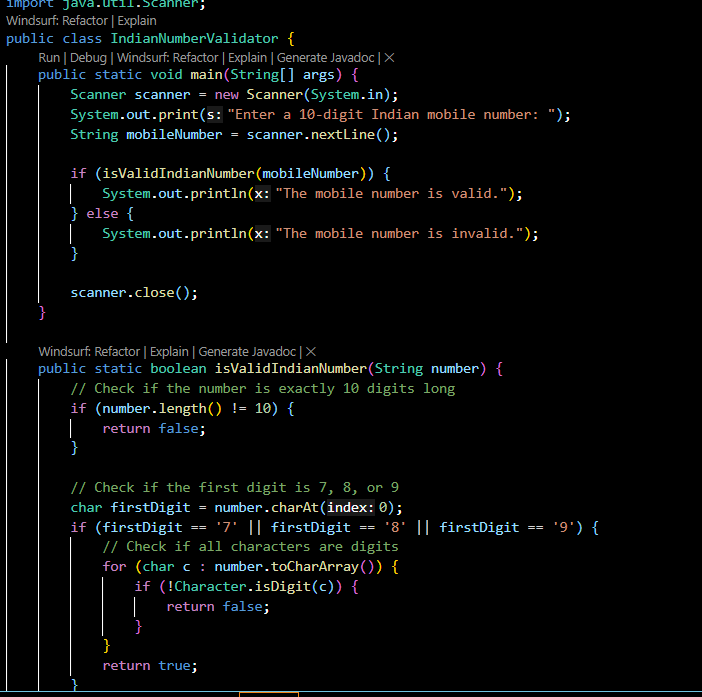 import java.util.Scanner;
Windsurf: Refactor | Explain
public class IndianNumberValidator {
Run | Debug | Windsurf: Refactor | Explain | Generate Javadoc | ✕
public static void main(String[] args) {
Scanner scanner = new Scanner(System.in);
System.out.print(s: "Enter a 10-digit Indian mobile number: ");
String mobileNumber = scanner.nextLine();
if (isValidIndianNumber(mobileNumber)) {
System.out.println(x: "The mobile number is valid.");
} else {
System.out.println(x: "The mobile number is invalid.");
}
scanner.close();
}
Windsurf: Refactor | Explain | Generate Javadoc | ✕
public static boolean isValidIndianNumber(String number) {
// Check if the number is exactly 10 digits long
if (number.length() != 10) {
return false;
}
// Check if the first digit is 7, 8, or 9
char firstDigit = number.charAt(index: 0);
if (firstDigit == '7' || firstDigit == '8' || firstDigit == '9') {
// Check if all characters are digits
for (char c : number.toCharArray()) {
if (!Character.isDigit(c)) {
return false;
}
}
return true;
}